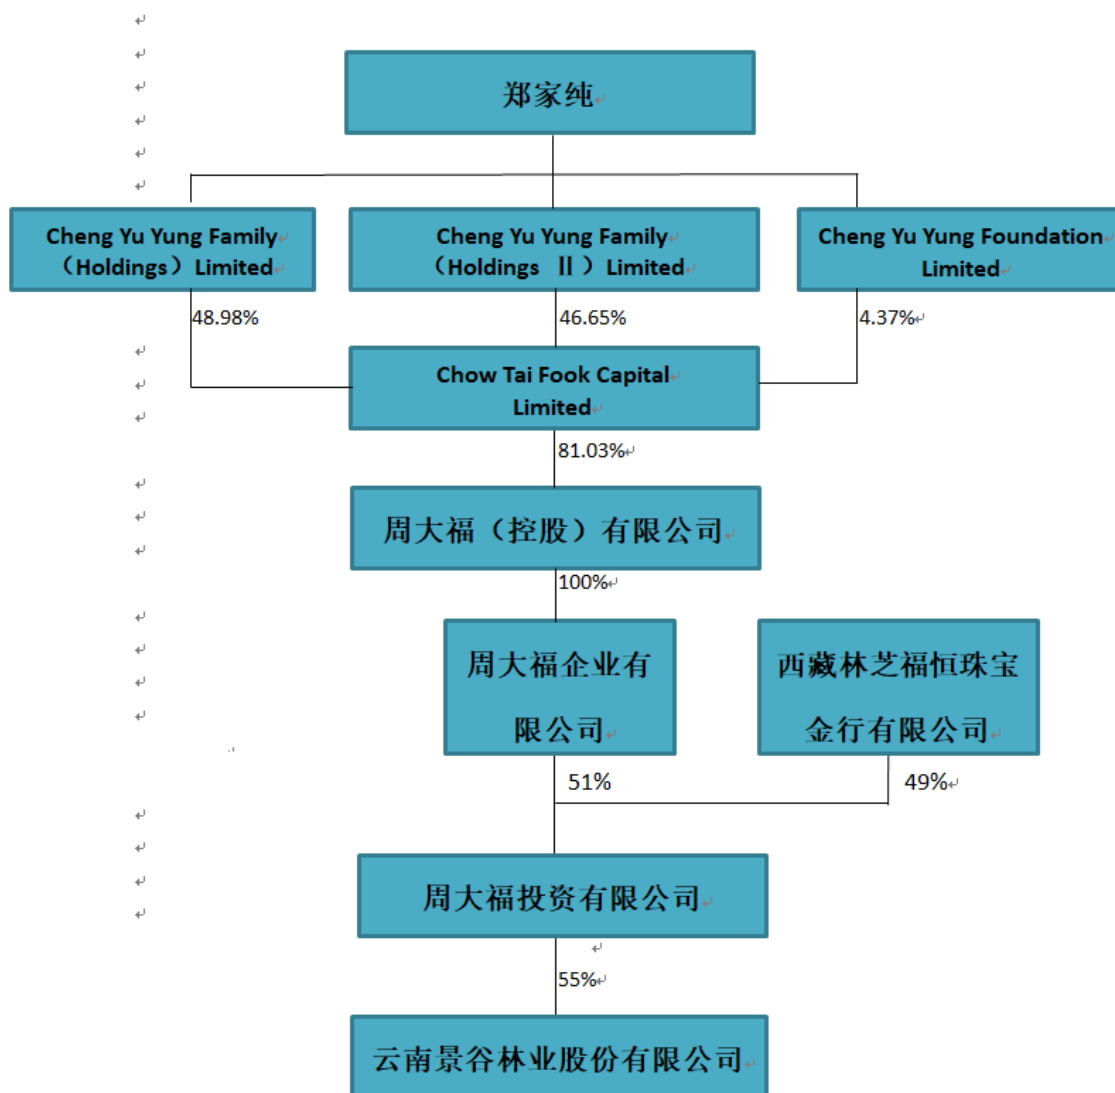 郑家纯
Cheng Yu Yung Family
（Holdings）Limited
Cheng Yu Yung Family
（Holdings Ⅱ）Limited
Cheng Yu Yung Foundation
Limited
48.98%
46.65%
4.37%
Chow Tai Fook Capital
Limited
81.03%
周大福（控股）有限公司
100%
周大福企业有
限公司
西藏林芝福恒珠宝
金行有限公司
51%
49%
周大福投资有限公司
55%
云南景谷林业股份有限公司